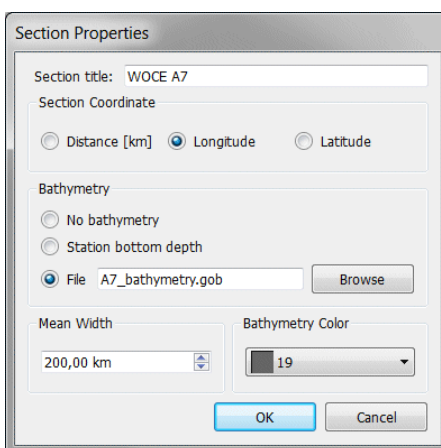 Section Properties
Section title: WOCE A7
Section Coordinate
Distance [km] Longitude Latitude
Bathymetry
No bathymetry
Station bottom depth
File A7_bathymetry.gob Browse
Mean Width Bathymetry Color
200,00 km 19
OK Cancel